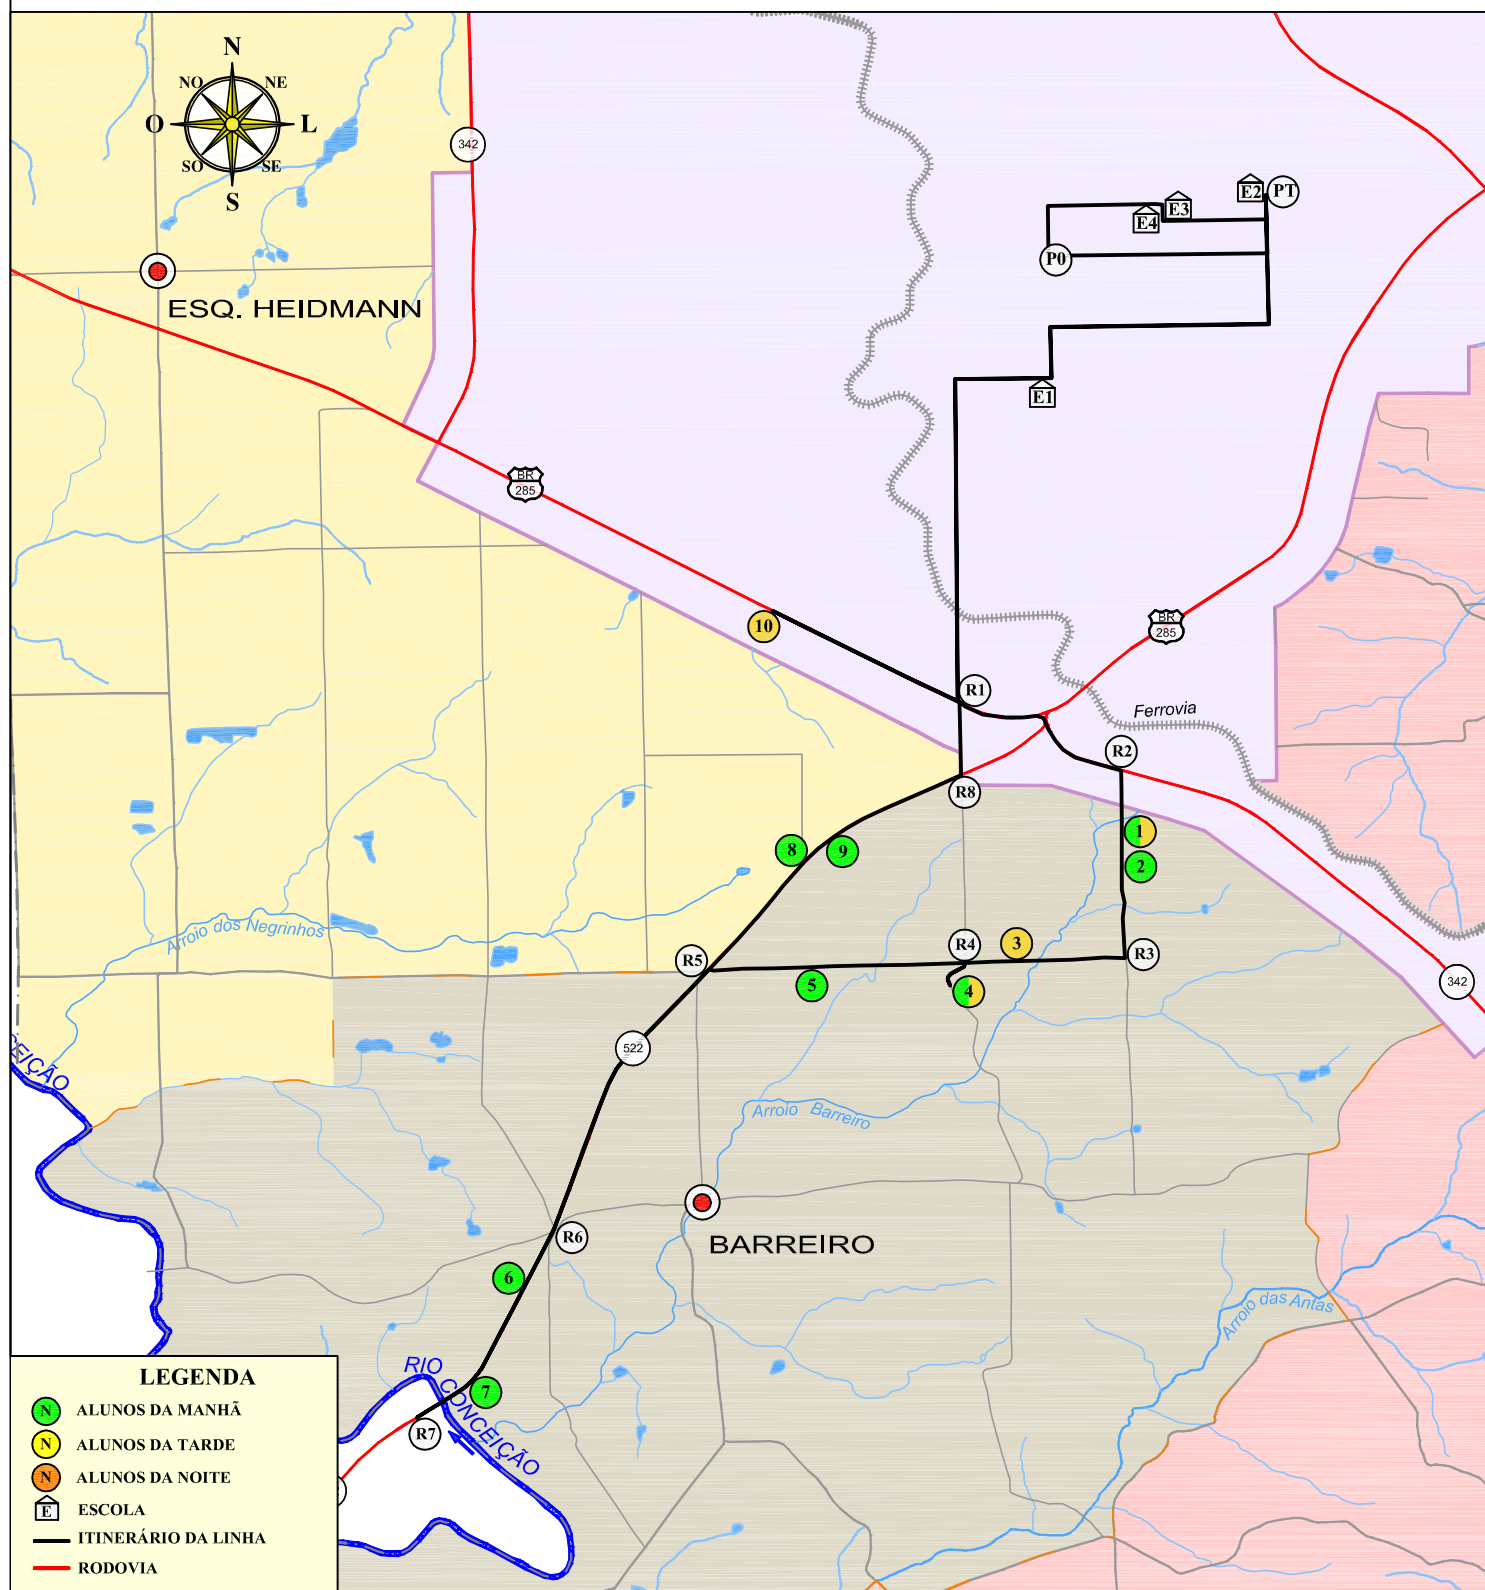 N
NO
NE
O
L
SO
SE
S
342
E2
PT
E3
E4
P0
ESQ. HEIDMANN
E1
BR
285
10
BR
285
R1
Ferrovia
R2
R8
1
8
9
2
Arroio dos Negrinhos
R4
3
R5
R3
5
4
342
522
EIÇÃO
Arroio Barreiro
R6
BARREIRO
6
Arroio das Antas
RIO CONCEIÇÃO
7
R7
LEGENDA
N ALUNOS DA MANHÃ
N ALUNOS DA TARDE
N ALUNOS DA NOITE
E ESCOLA
ITINERÁRIO DA LINHA
RODOVIA